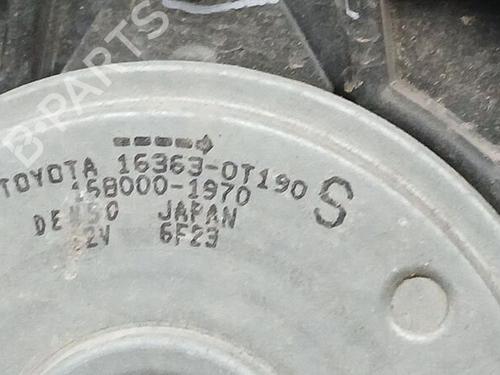 B-PARTS
TOYOTA 16363-0T190
168000-1970 S
DENSO JAPAN
12V 6F23